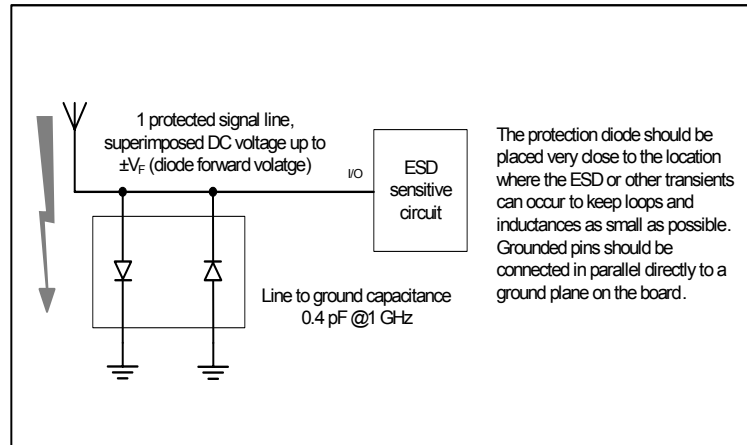 1 protected signal line,
superimposed DC voltage up to
±VF (diode forward volatge)
I/O
ESD
sensitive
circuit
The protection diode should be
placed very close to the location
where the ESD or other transients
can occur to keep loops and
inductances as small as possible.
Grounded pins should be
connected in parallel directly to a
ground plane on the board.
Line to ground capacitance
0.4 pF @1 GHz